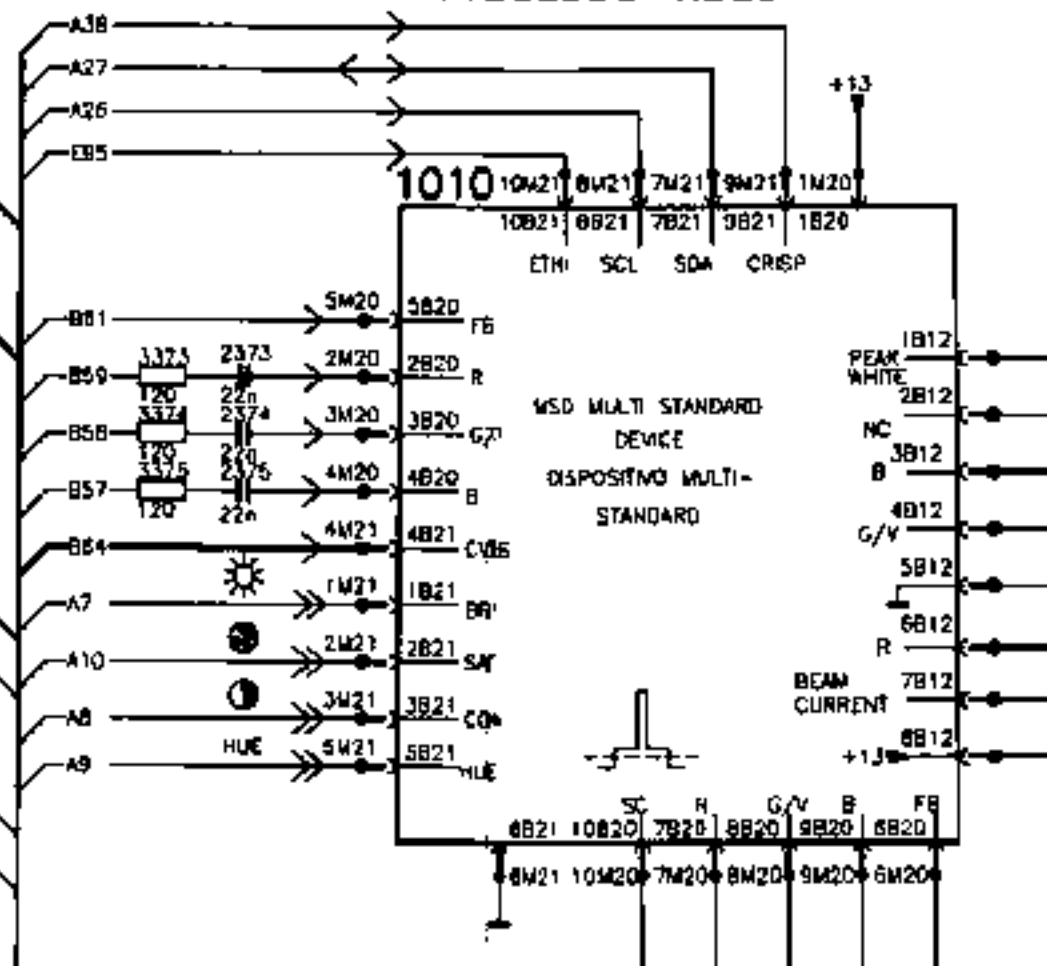 A38
A27
A26
E85
+13
1010
10M21 8M21 7M21 9M21 1M20
10B21 8B21 7B21 9B21 1B20
SCL SDA CRISP
B61 5M20 5B20
3373 2373
B59 2M20 2B20 R
120 22n
3374 2374
B58 3M20 3B20
120 22n
3375 2375
B57 4M20 4B20 B
120 22n
B64 4M21 4B21
A7 1M21 1B21
A10 2M21 2B21 SAT
A8 3M21 3B21
HUE
A9 5M21 5B21 HUE
MSD MULTI STANDARD
DEVICE
DISPOSITIVO MULTI-
STANDARD
1B12
PEAK
WHITE
2B12
NC
3B12
B
4B12
G/V
5B12
6B12
R
BEAM 7B12
CURRENT
8B12
+13
SC R G/V B FB
6B21 10B20 7B20 8B20 9B20 6B20
6M21 10M20 7M20 8M20 9M20 6M20